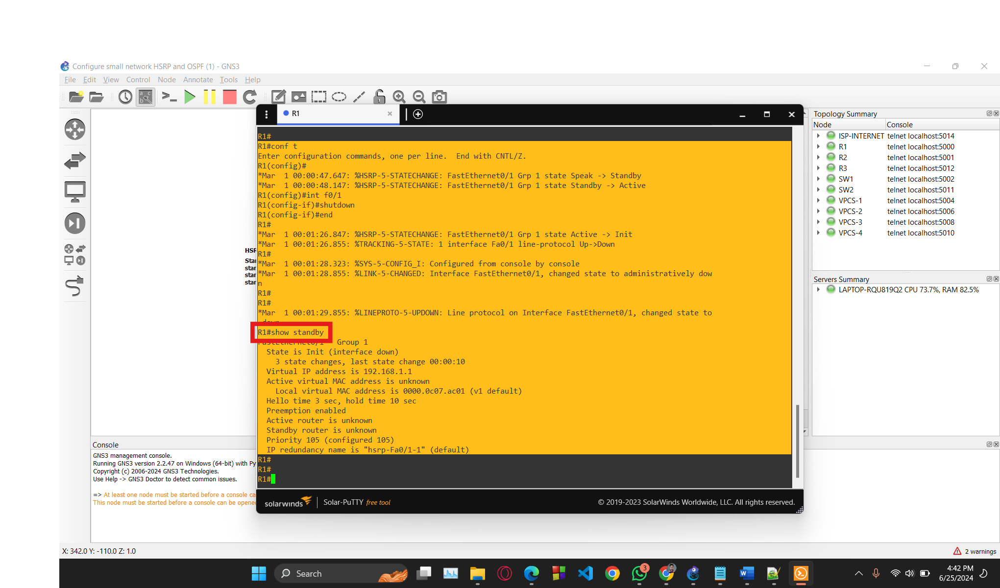 Configure small network HSRP and OSPF (1) - GNS3
File Edit View Control Node Annotate Tools Help
R1
R1#
R1#conf t
Enter configuration commands, one per line.  End with CNTL/Z.
R1(config)#
*Mar  1 00:00:47.647: %HSRP-5-STATECHANGE: FastEthernet0/1 Grp 1 state Speak -> Standby
*Mar  1 00:00:48.147: %HSRP-5-STATECHANGE: FastEthernet0/1 Grp 1 state Standby -> Active
R1(config)#int f0/1
R1(config-if)#shutdown
R1(config-if)#end
R1#
*Mar  1 00:01:26.847: %HSRP-5-STATECHANGE: FastEthernet0/1 Grp 1 state Active -> Init
*Mar  1 00:01:26.855: %TRACKING-5-STATE: 1 interface Fa0/1 line-protocol Up->Down
R1#
*Mar  1 00:01:28.323: %SYS-5-CONFIG_I: Configured from console by console
*Mar  1 00:01:28.855: %LINK-5-CHANGED: Interface FastEthernet0/1, changed state to administratively dow
n
R1#
R1#
*Mar  1 00:01:29.855: %LINEPROTO-5-UPDOWN: Line protocol on Interface FastEthernet0/1, changed state to
down
R1#show standby
FastEthernet0/1 Group 1
State is Init (interface down)
3 state changes, last state change 00:00:10
Virtual IP address is 192.168.1.1
Active virtual MAC address is unknown
Local virtual MAC address is 0000.0c07.ac01 (v1 default)
Hello time 3 sec, hold time 10 sec
Preemption enabled
Active router is unknown
Standby router is unknown
Priority 105 (configured 105)
IP redundancy name is "hsrp-Fa0/1-1" (default)
R1#
R1#
R1#
solarwinds Solar-PuTTY free tool © 2019-2023 SolarWinds Worldwide, LLC. All rights reserved.
Topology Summary
Node Console
ISP-INTERNET telnet localhost:5014
R1 telnet localhost:5000
R2 telnet localhost:5001
R3 telnet localhost:5012
SW1 telnet localhost:5002
SW2 telnet localhost:5011
VPCS-1 telnet localhost:5004
VPCS-2 telnet localhost:5006
VPCS-3 telnet localhost:5008
VPCS-4 telnet localhost:5010
Servers Summary
LAPTOP-RQU819Q2 CPU 73.7%, RAM 82.5%
Console
GNS3 management console.
Running GNS3 version 2.2.47 on Windows (64-bit) with Py
Copyright (c) 2006-2024 GNS3 Technologies.
Use Help -> GNS3 Doctor to detect common issues.
=> At least one node must be started before a console ca
This node must be started before a console can be opened
X: 342.0 Y: -110.0 Z: 1.0
2 warnings
Search
3
4:42 PM
6/25/2024